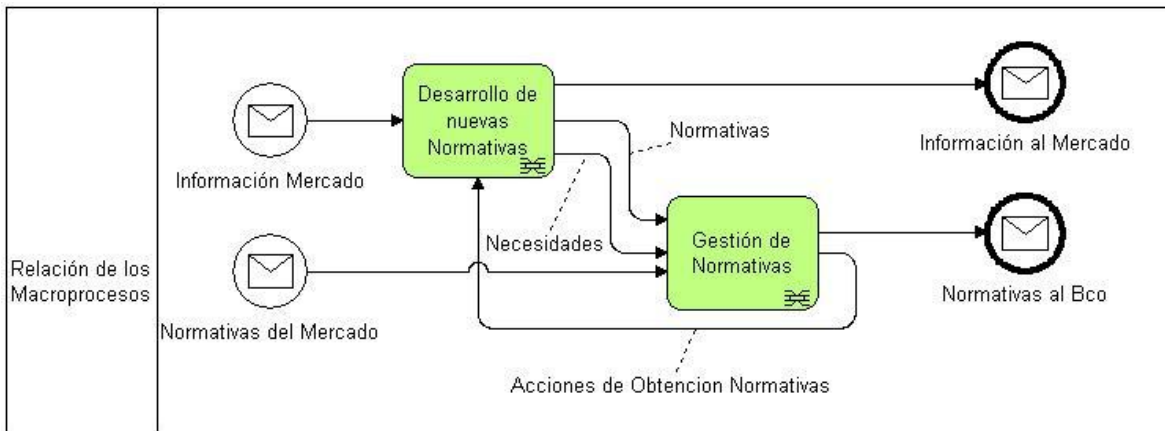 Relación de los
Macroprocesos
Información Mercado
Normativas del Mercado
Desarrollo de
nuevas
Normativas
Normativas
Necesidades
Gestión de
Normativas
Acciones de Obtencion Normativas
Información al Mercado
Normativas al Bco